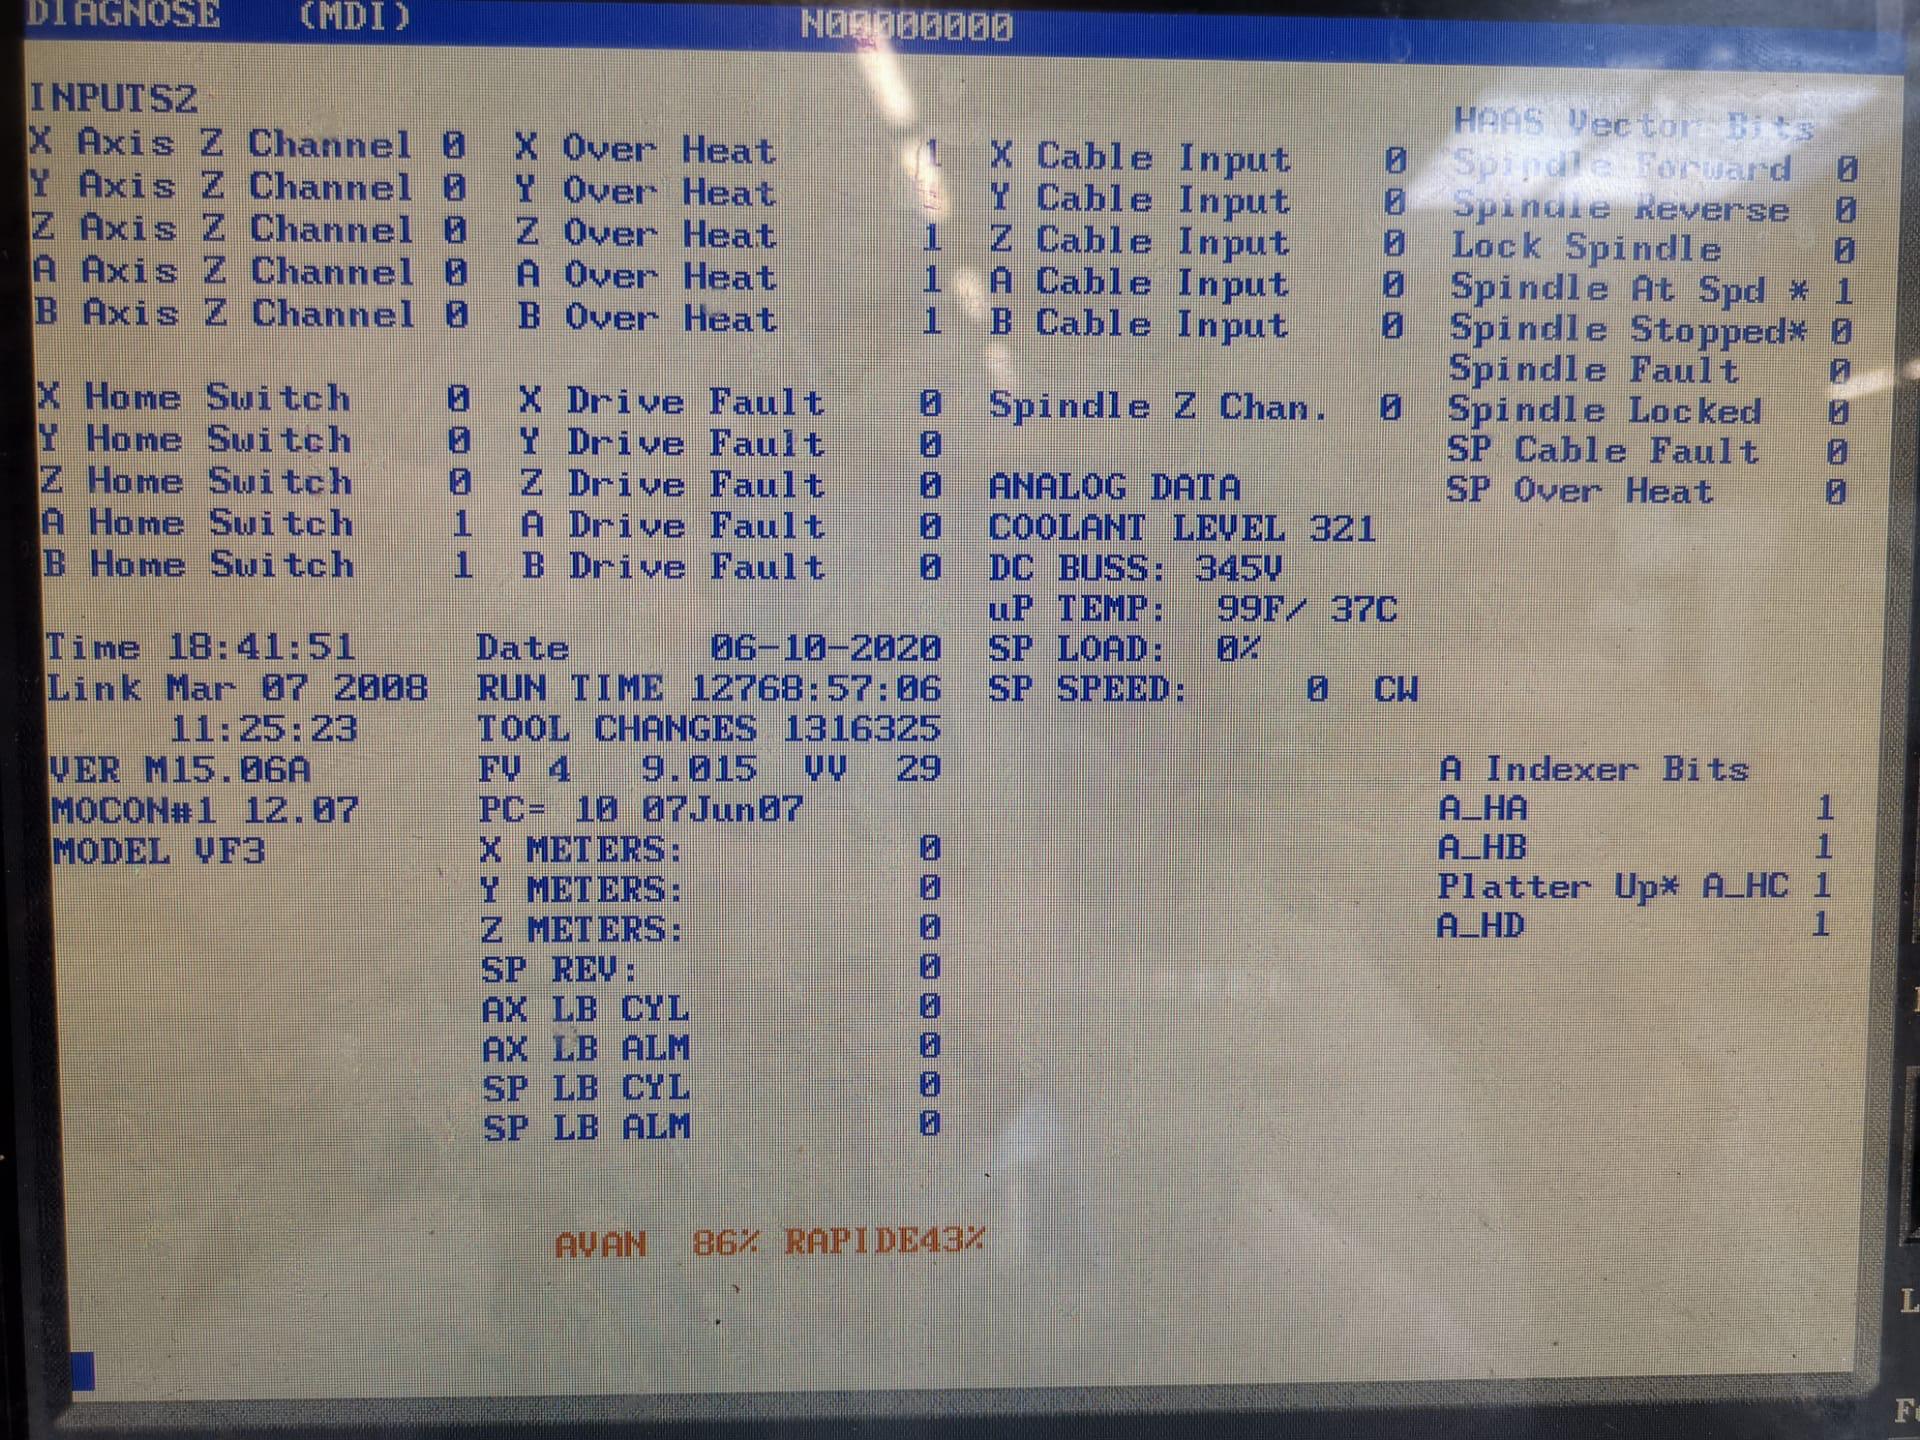 DIAGNOSE (MDI) N00000000
INPUTS2 HAAS Vector Bits
X Axis Z Channel 0 X Over Heat 1 X Cable Input 0 Spindle Forward 0
Y Axis Z Channel 0 Y Over Heat Y Cable Input 0 Spindle Reverse 0
Z Axis Z Channel 0 Z Over Heat 1 Z Cable Input 0 Lock Spindle 0
A Axis Z Channel 0 A Over Heat 1 A Cable Input 0 Spindle At Spd * 1
B Axis Z Channel 0 B Over Heat 1 B Cable Input 0 Spindle Stopped* 0
Spindle Fault 0
X Home Switch 0 X Drive Fault 0 Spindle Z Chan. 0 Spindle Locked 0
Y Home Switch 0 Y Drive Fault 0 SP Cable Fault 0
Z Home Switch 0 Z Drive Fault 0 ANALOG DATA SP Over Heat 0
A Home Switch 1 A Drive Fault 0 COOLANT LEVEL 321
B Home Switch 1 B Drive Fault 0 DC BUSS: 345V
uP TEMP: 99F/ 37C
Time 18:41:51 Date 06-10-2020 SP LOAD: 0%
Link Mar 07 2008 RUN TIME 12768:57:06 SP SPEED: 0 CW
11:25:23 TOOL CHANGES 1316325
VER M15.06A FV 4 9.015 VV 29 A Indexer Bits
MOCON#1 12.07 PC= 10 07Jun07 A_HA 1
MODEL VF3 X METERS: 0 A_HB 1
Y METERS: 0 Platter Up* A_HC 1
Z METERS: 0 A_HD 1
SP REV: 0
AX LB CYL 0
AX LB ALM 0
SP LB CYL 0
SP LB ALM 0
AVAN 86% RAPIDE43%